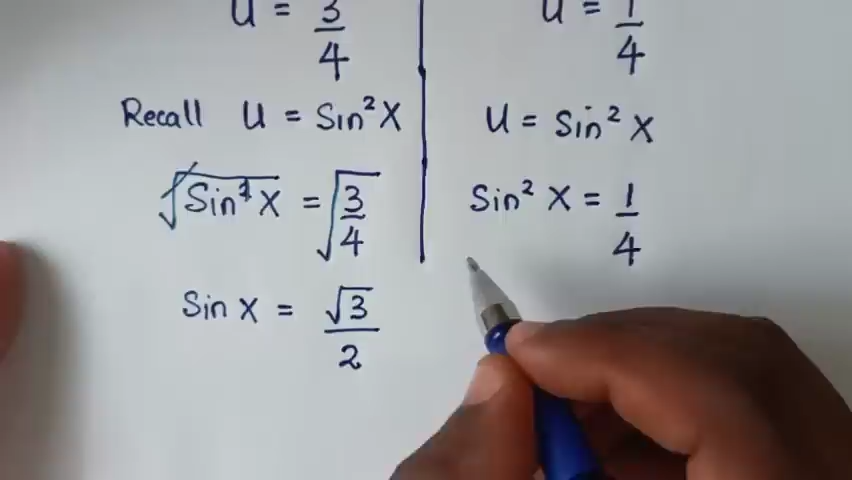 U = 3/4
Recall U = Sin²X
√Sin²X = √3/4
Sin X = √3/2
U = 1/4
U = Sin²X
Sin²X = 1/4